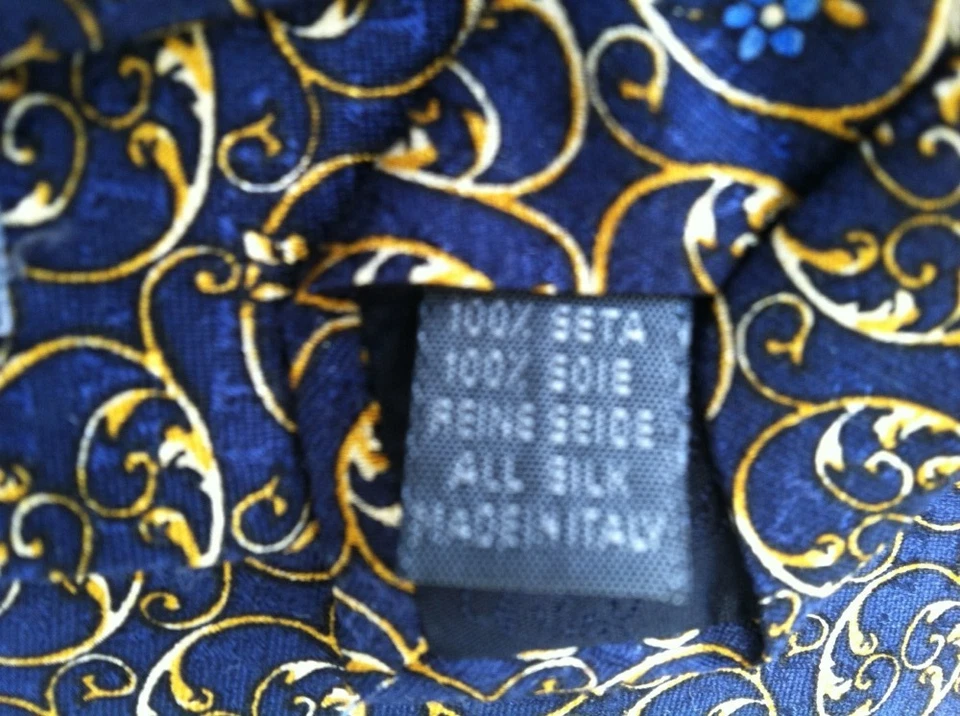 100% SETA
100% SOIE
REINE SEIDE
ALL SILK
MADE IN ITALY